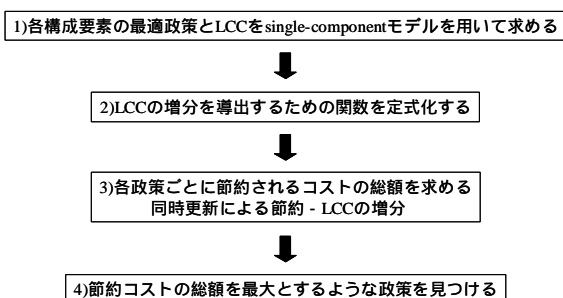 1)各構成要素の最適政策とLCCをsingle-componentモデルを用いて求める
2)LCCの増分を導出するための関数を定式化する
3)各政策ごとに節約されるコストの総額を求める
同時更新による節約 - LCCの増分
4)節約コストの総額を最大とするような政策を見つける